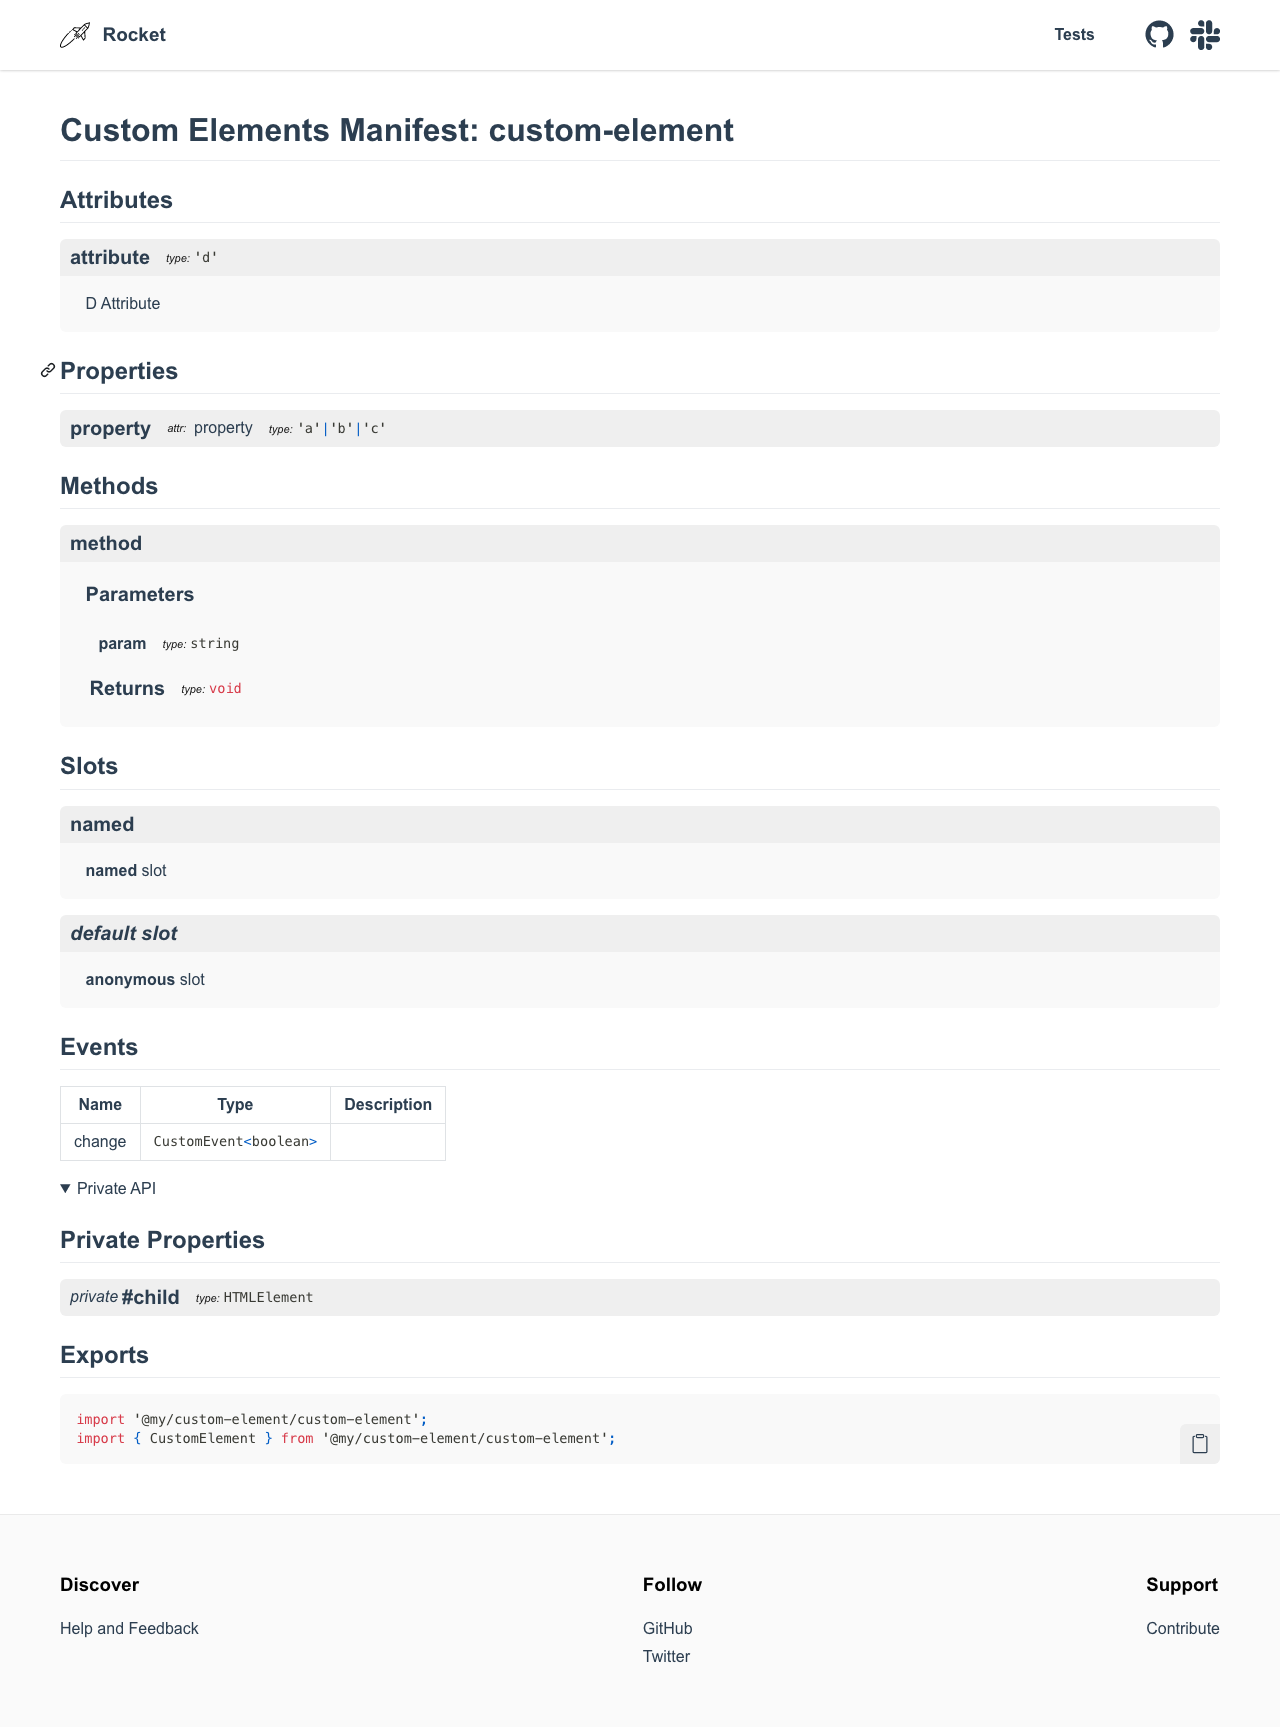 Rocket
Tests
Custom Elements Manifest: custom-element
Attributes
attribute type: 'd'
D Attribute
Properties
property attr: property type: 'a'|'b'|'c'
Methods
method
Parameters
param type: string
Returns type: void
Slots
named
named slot
default slot
anonymous slot
Events
Name Type Description
change CustomEvent<boolean>
▼ Private API
Private Properties
private #child type: HTMLElement
Exports
import '@my/custom-element/custom-element';
import { CustomElement } from '@my/custom-element/custom-element';
Discover Follow Support
Help and Feedback GitHub Contribute
Twitter